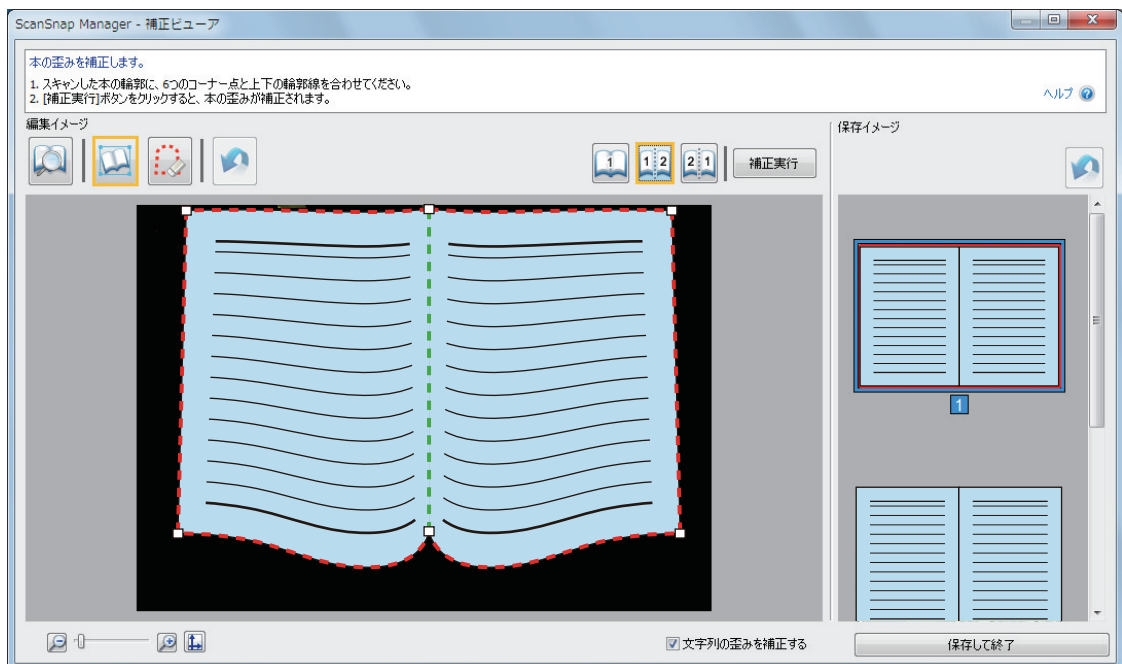 ScanSnap Manager - 補正ビューア
本の歪みを補正します。
1. スキャンした本の輪郭に、6つのコーナー点と上下の輪郭線を合わせてください。
2. [補正実行]ボタンをクリックすると、本の歪みが補正されます。
ヘルプ
編集イメージ
保存イメージ
1
1 2
2 1
補正実行
1
文字列の歪みを補正する
保存して終了